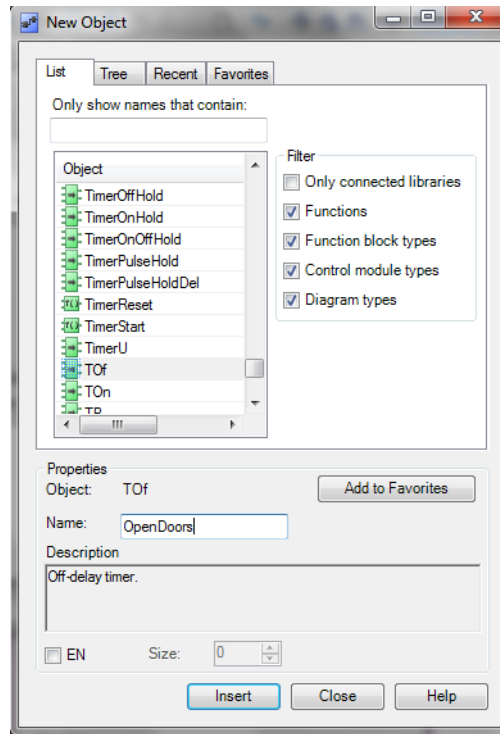 New Object
List Tree Recent Favorites
Only show names that contain:
Object
TimerOffHold
TimerOnHold
TimerOnOffHold
TimerPulseHold
TimerPulseHoldDel
TimerReset
TimerStart
TimerU
TOf
TOn
TP
Filter
Only connected libraries
Functions
Function block types
Control module types
Diagram types
Properties
Object: TOf
Add to Favorites
Name: OpenDoors
Description
Off-delay timer.
EN Size: 0
Insert Close Help